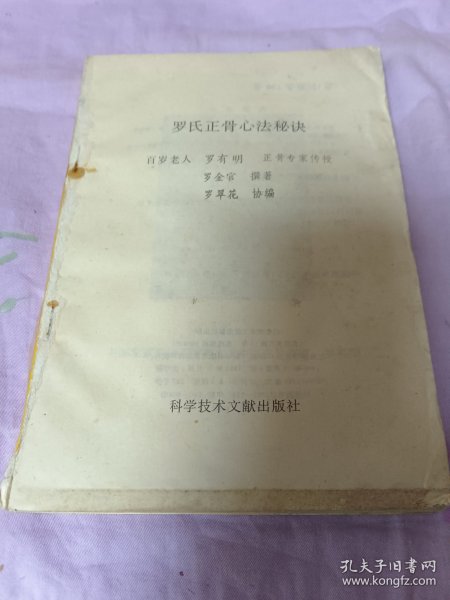 罗氏正骨心法秘诀
百岁老人 罗有明 正骨专家传授
罗金官 撰著
罗翠花 协编
科学技术文献出版社
孔夫子旧书网
www.kongfz.com